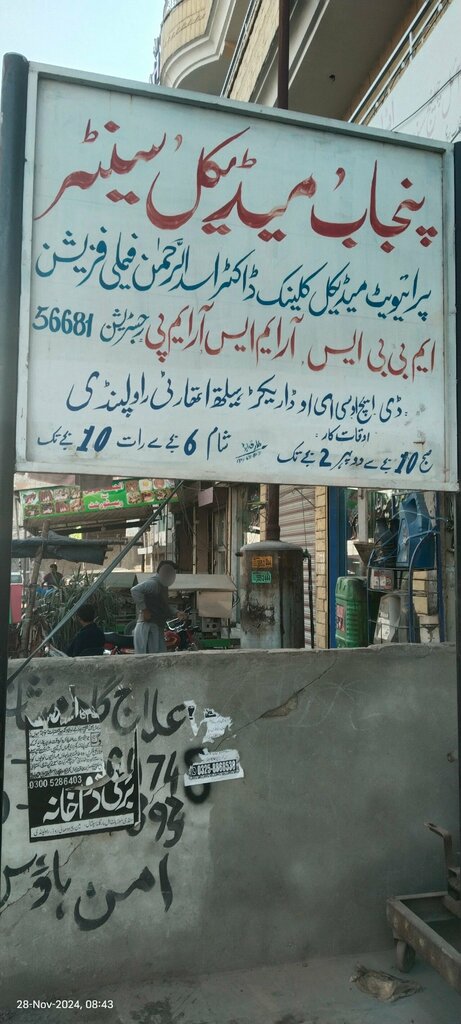 پنجاب میڈیکل سینٹر
پرائیویٹ میڈیکل کلینک ڈاکٹر اسد الرحمٰن فیملی فزیشن
ایم بی بی ایس، آر ایم ایس، آر ایم پی رجسٹریشن 56681
ڈی ایچ او سی ای او ڈائریکٹر ہیلتھ اتھارٹی راولپنڈی
اوقات کار:
صبح 10 بجے سے دوپہر 2 بجے تک شام 6 بجے سے رات 10 بجے تک
علاج گاہ
0300 5286403
دواخانہ
0325-8060538
امن ہاؤس
28-Nov-2024, 08:43